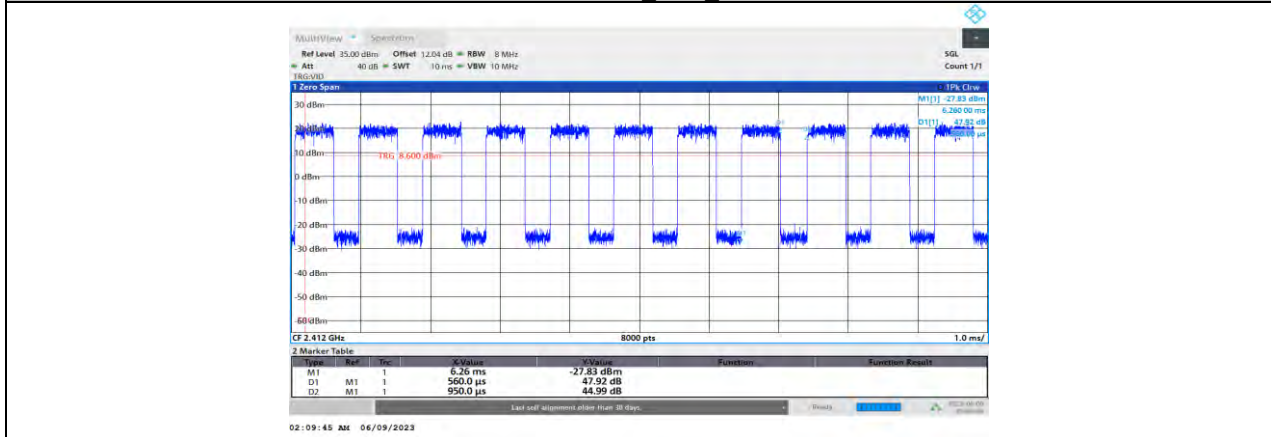 MultiView Spectrum
Ref Level 35.00 dBm Offset 12.04 dB RBW 8 MHz SGL
Att 40 dB SWT 10 ms VBW 10 MHz Count 1/1
TRG:VID
1 Zero Span 1Pk Clrw
M1[1] -27.83 dBm
30 dBm
6.260 00 ms
D1[1] 47.92 dB
10 dBm
TRG 8.600 dBm
0 dBm
-10 dBm
-20 dBm
-30 dBm
-40 dBm
-50 dBm
-60 dBm
CF 2.412 GHz 8000 pts 1.0 ms/
2 Marker Table
Type Ref Trc X-Value Y-Value Function Function Result
M1 1 6.26 ms -27.83 dBm
D1 M1 1 560.0 µs 47.92 dB
D2 M1 1 950.0 µs 44.99 dB
Last self alignment older than 30 days. Ready
02:09:45 AM 06/09/2023